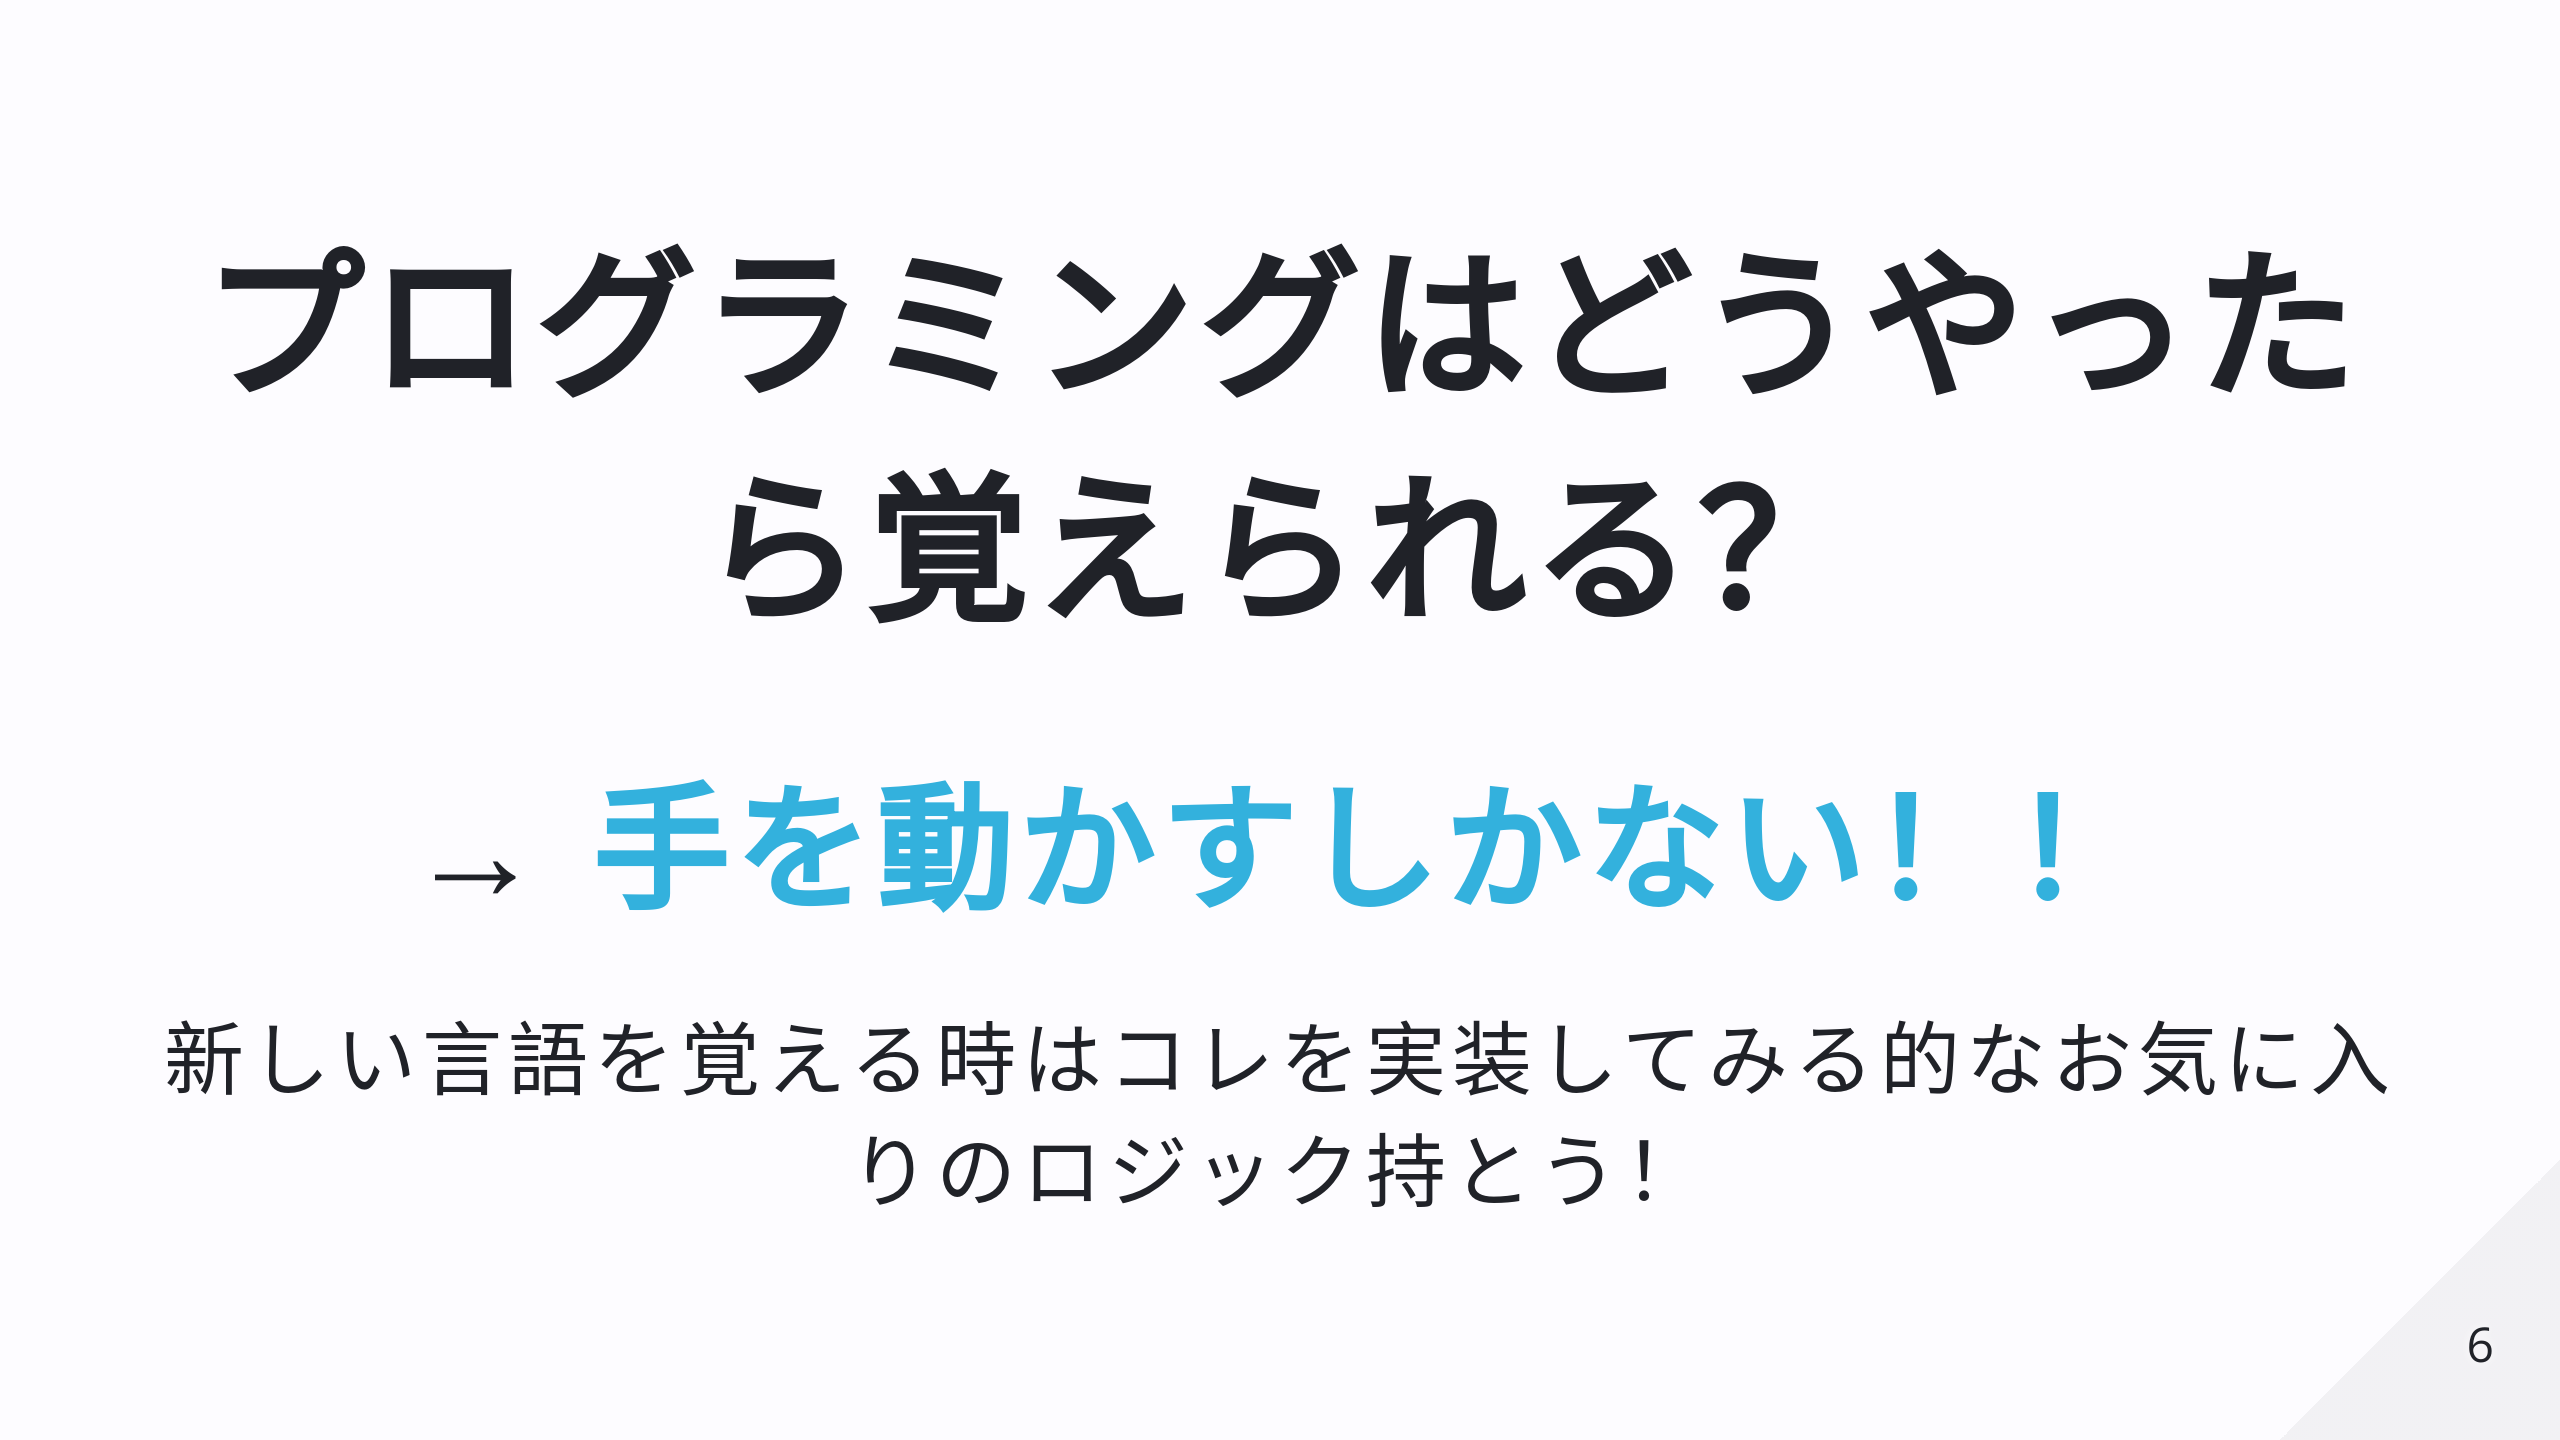 プログラミングはどうやった
ら覚えられる？
→ 手を動かすしかない！！
新しい言語を覚える時はコレを実装してみる的なお気に入
りのロジック持とう！
6